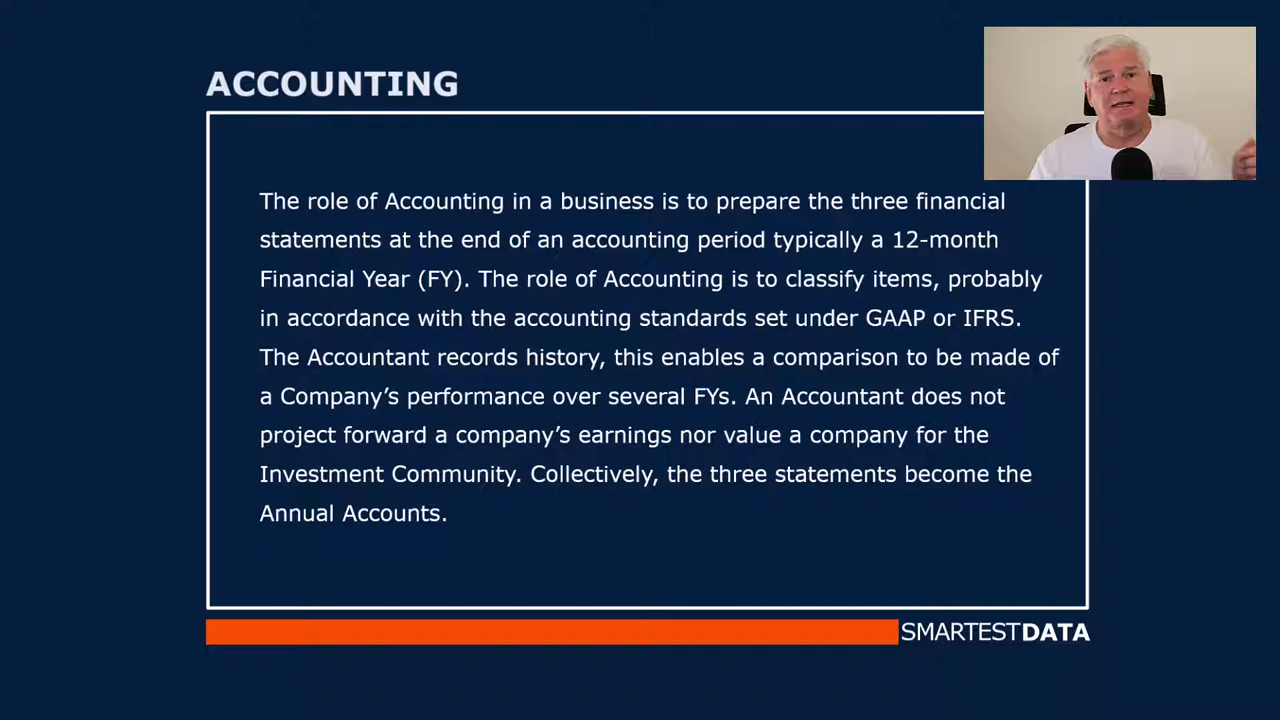 ACCOUNTING
The role of Accounting in a business is to prepare the three financial
statements at the end of an accounting period typically a 12-month
Financial Year (FY). The role of Accounting is to classify items, probably
in accordance with the accounting standards set under GAAP or IFRS.
The Accountant records history, this enables a comparison to be made of
a Company’s performance over several FYs. An Accountant does not
project forward a company’s earnings nor value a company for the
Investment Community. Collectively, the three statements become the
Annual Accounts.
SMARTESTDATA